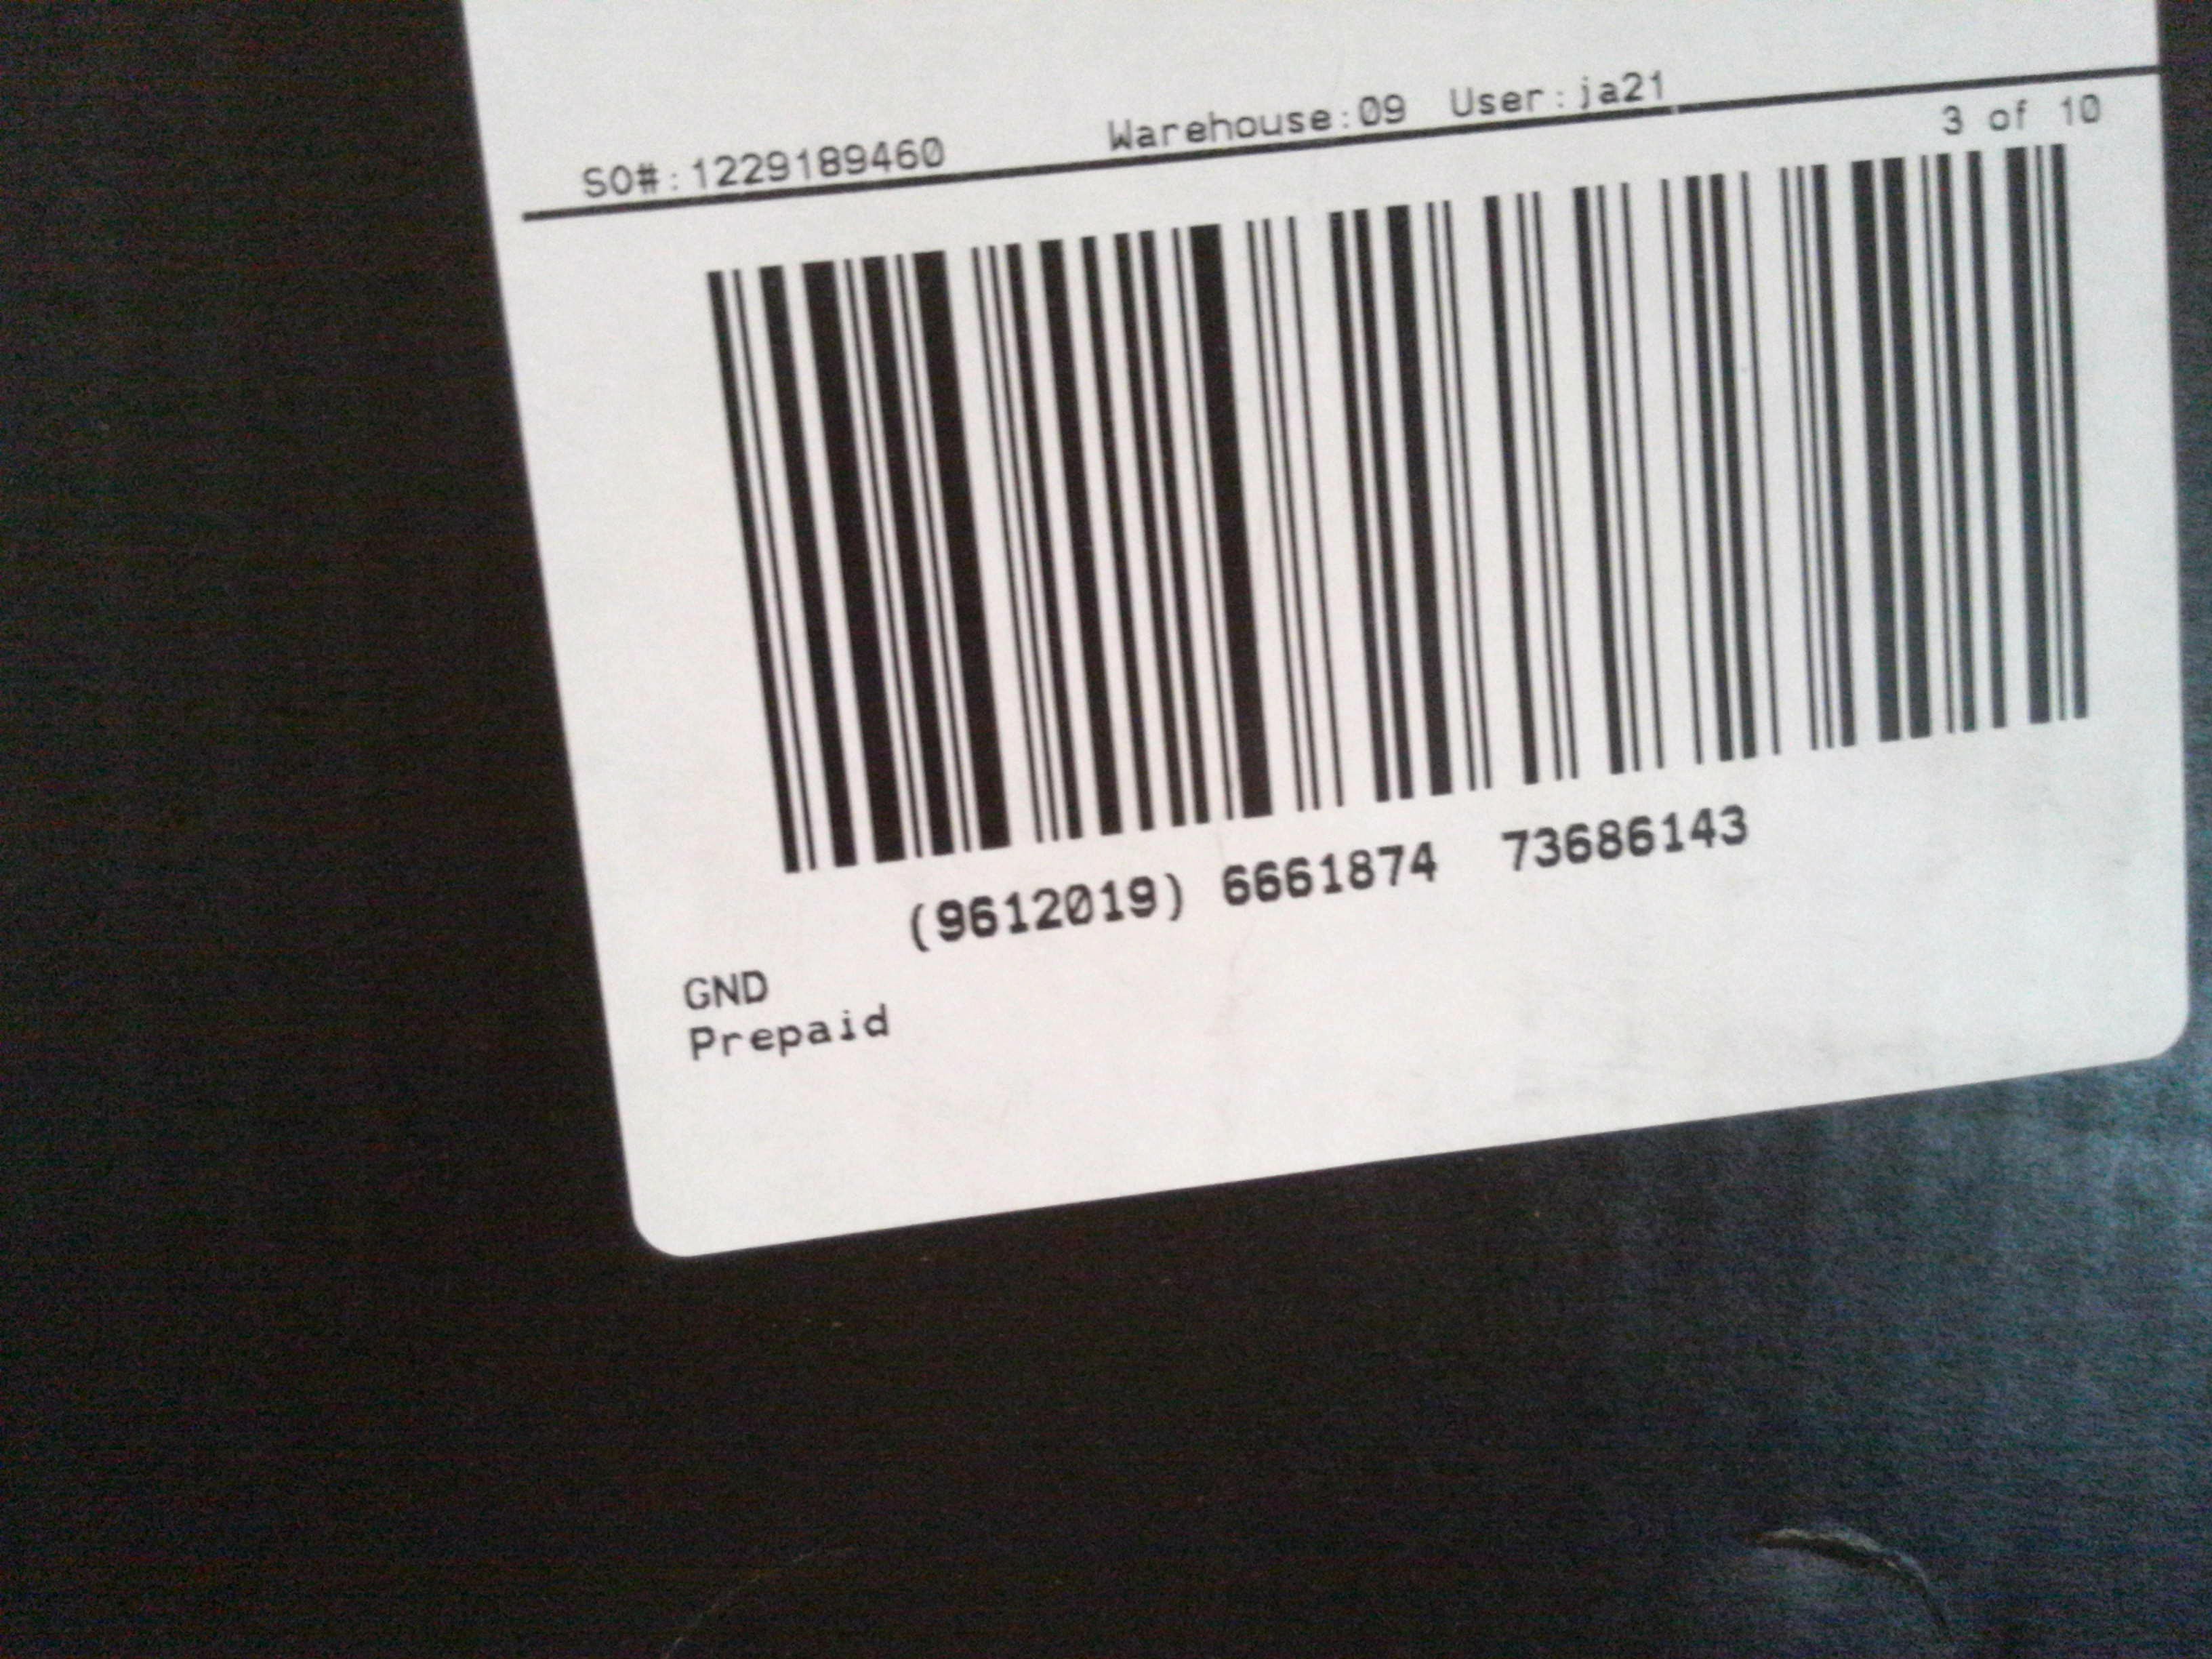 SO#:1229189460 Warehouse:09 User:ja21
3 of 10
(9612019) 6661874 73686143
GND
Prepaid